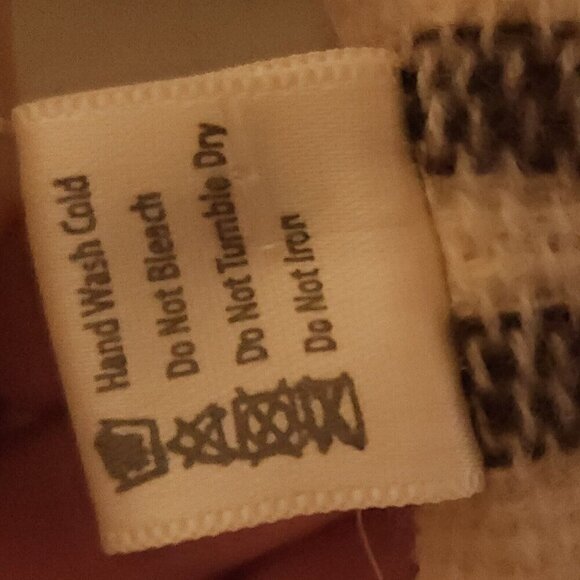 Hand Wash Cold
Do Not Bleach
Do Not Tumble Dry
Do Not Iron